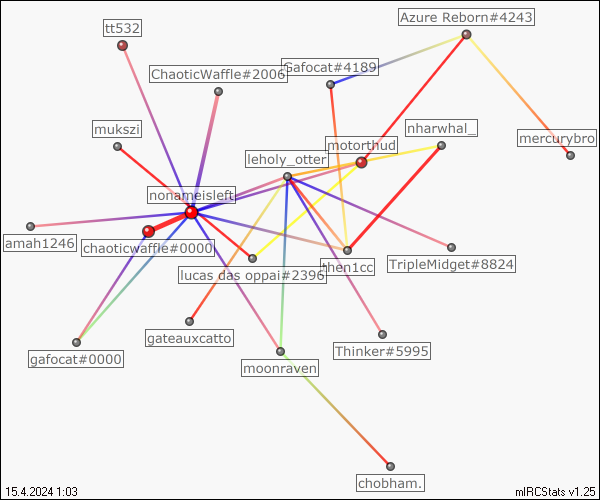 Azure Reborn#4243
tt532
Gafocat#4189
ChaoticWaffle#2006
mukszi
nharwhal_
motorthud
mercurybro
leholy_otter
nonameisleft
amah1246
chaoticwaffle#0000
then1cc
TripleMidget#8824
lucas das oppai#2396
gateauxcatto
Thinker#5995
gafocat#0000
moonraven
chobham.
15.4.2024 1:03
mIRCStats v1.25